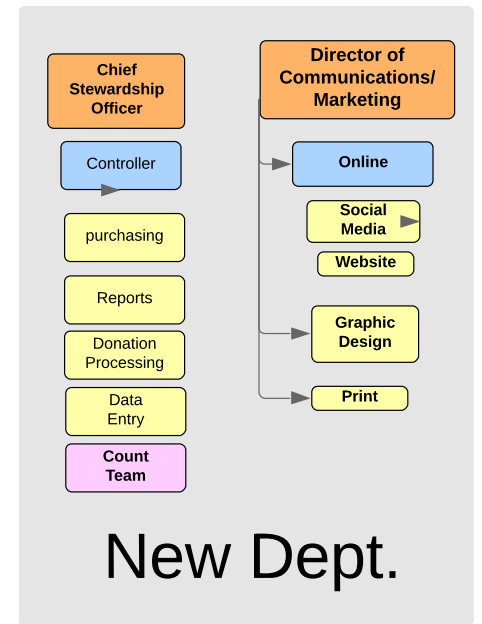 Chief
Stewardship
Officer
Controller
purchasing
Reports
Donation
Processing
Data
Entry
Count
Team
Director of
Communications/
Marketing
Online
Social
Media
Website
Graphic
Design
Print
New Dept.